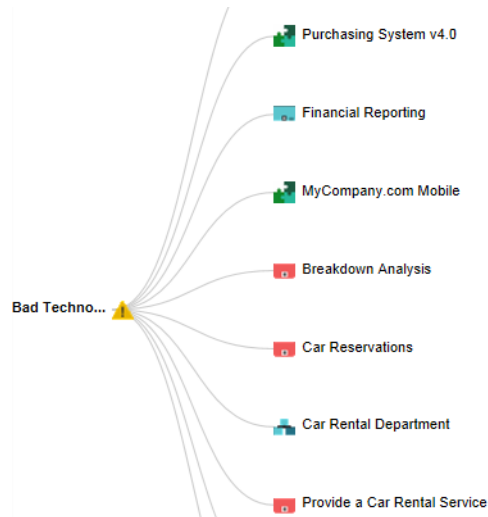 Purchasing System v4.0
Financial Reporting
MyCompany.com Mobile
Breakdown Analysis
Bad Techno...
Car Reservations
Car Rental Department
Provide a Car Rental Service